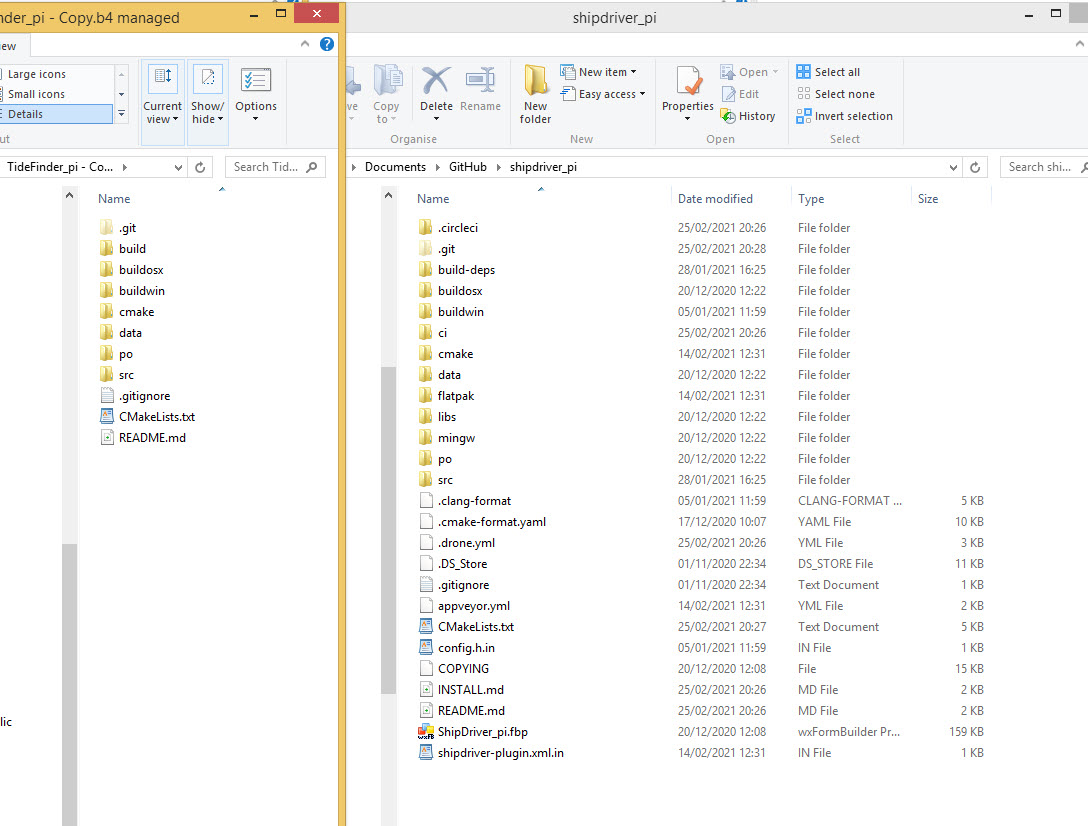 nder_pi - Copy.b4 managed
ew
Large icons
Small icons
Details
ut
Current view
Show/ hide
Options
TideFinder_pi - Co...
Search Tid...
Name
.git
build
buildosx
buildwin
cmake
data
po
src
.gitignore
CMakeLists.txt
README.md
lic
shipdriver_pi
ve
Copy to
Delete
Rename
Organise
New folder
New item
Easy access
New
Properties
Open
Edit
History
Open
Select all
Select none
Invert selection
Select
Documents GitHub shipdriver_pi
Search shi...
Name Date modified Type Size
.circleci 25/02/2021 20:26 File folder
.git 25/02/2021 20:28 File folder
build-deps 28/01/2021 16:25 File folder
buildosx 20/12/2020 12:22 File folder
buildwin 05/01/2021 11:59 File folder
ci 25/02/2021 20:26 File folder
cmake 14/02/2021 12:31 File folder
data 20/12/2020 12:22 File folder
flatpak 14/02/2021 12:31 File folder
libs 20/12/2020 12:22 File folder
mingw 20/12/2020 12:22 File folder
po 20/12/2020 12:22 File folder
src 28/01/2021 16:25 File folder
.clang-format 05/01/2021 11:59 CLANG-FORMAT ... 5 KB
.cmake-format.yaml 17/12/2020 10:07 YAML File 10 KB
.drone.yml 25/02/2021 20:26 YML File 3 KB
.DS_Store 01/11/2020 22:34 DS_STORE File 11 KB
.gitignore 01/11/2020 22:34 Text Document 1 KB
appveyor.yml 14/02/2021 12:31 YML File 2 KB
CMakeLists.txt 25/02/2021 20:27 Text Document 5 KB
config.h.in 05/01/2021 11:59 IN File 1 KB
COPYING 20/12/2020 12:08 File 15 KB
INSTALL.md 25/02/2021 20:26 MD File 2 KB
README.md 25/02/2021 20:26 MD File 2 KB
ShipDriver_pi.fbp 20/12/2020 12:08 wxFormBuilder Pr... 159 KB
shipdriver-plugin.xml.in 14/02/2021 12:31 IN File 1 KB